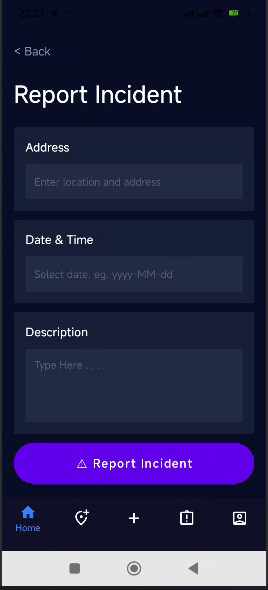 22:25
< Back
Report Incident
Address
Enter location and address
Date & Time
Select date. eg. yyyy-MM-dd
Description
Type Here . . .
⚠ Report Incident
Home